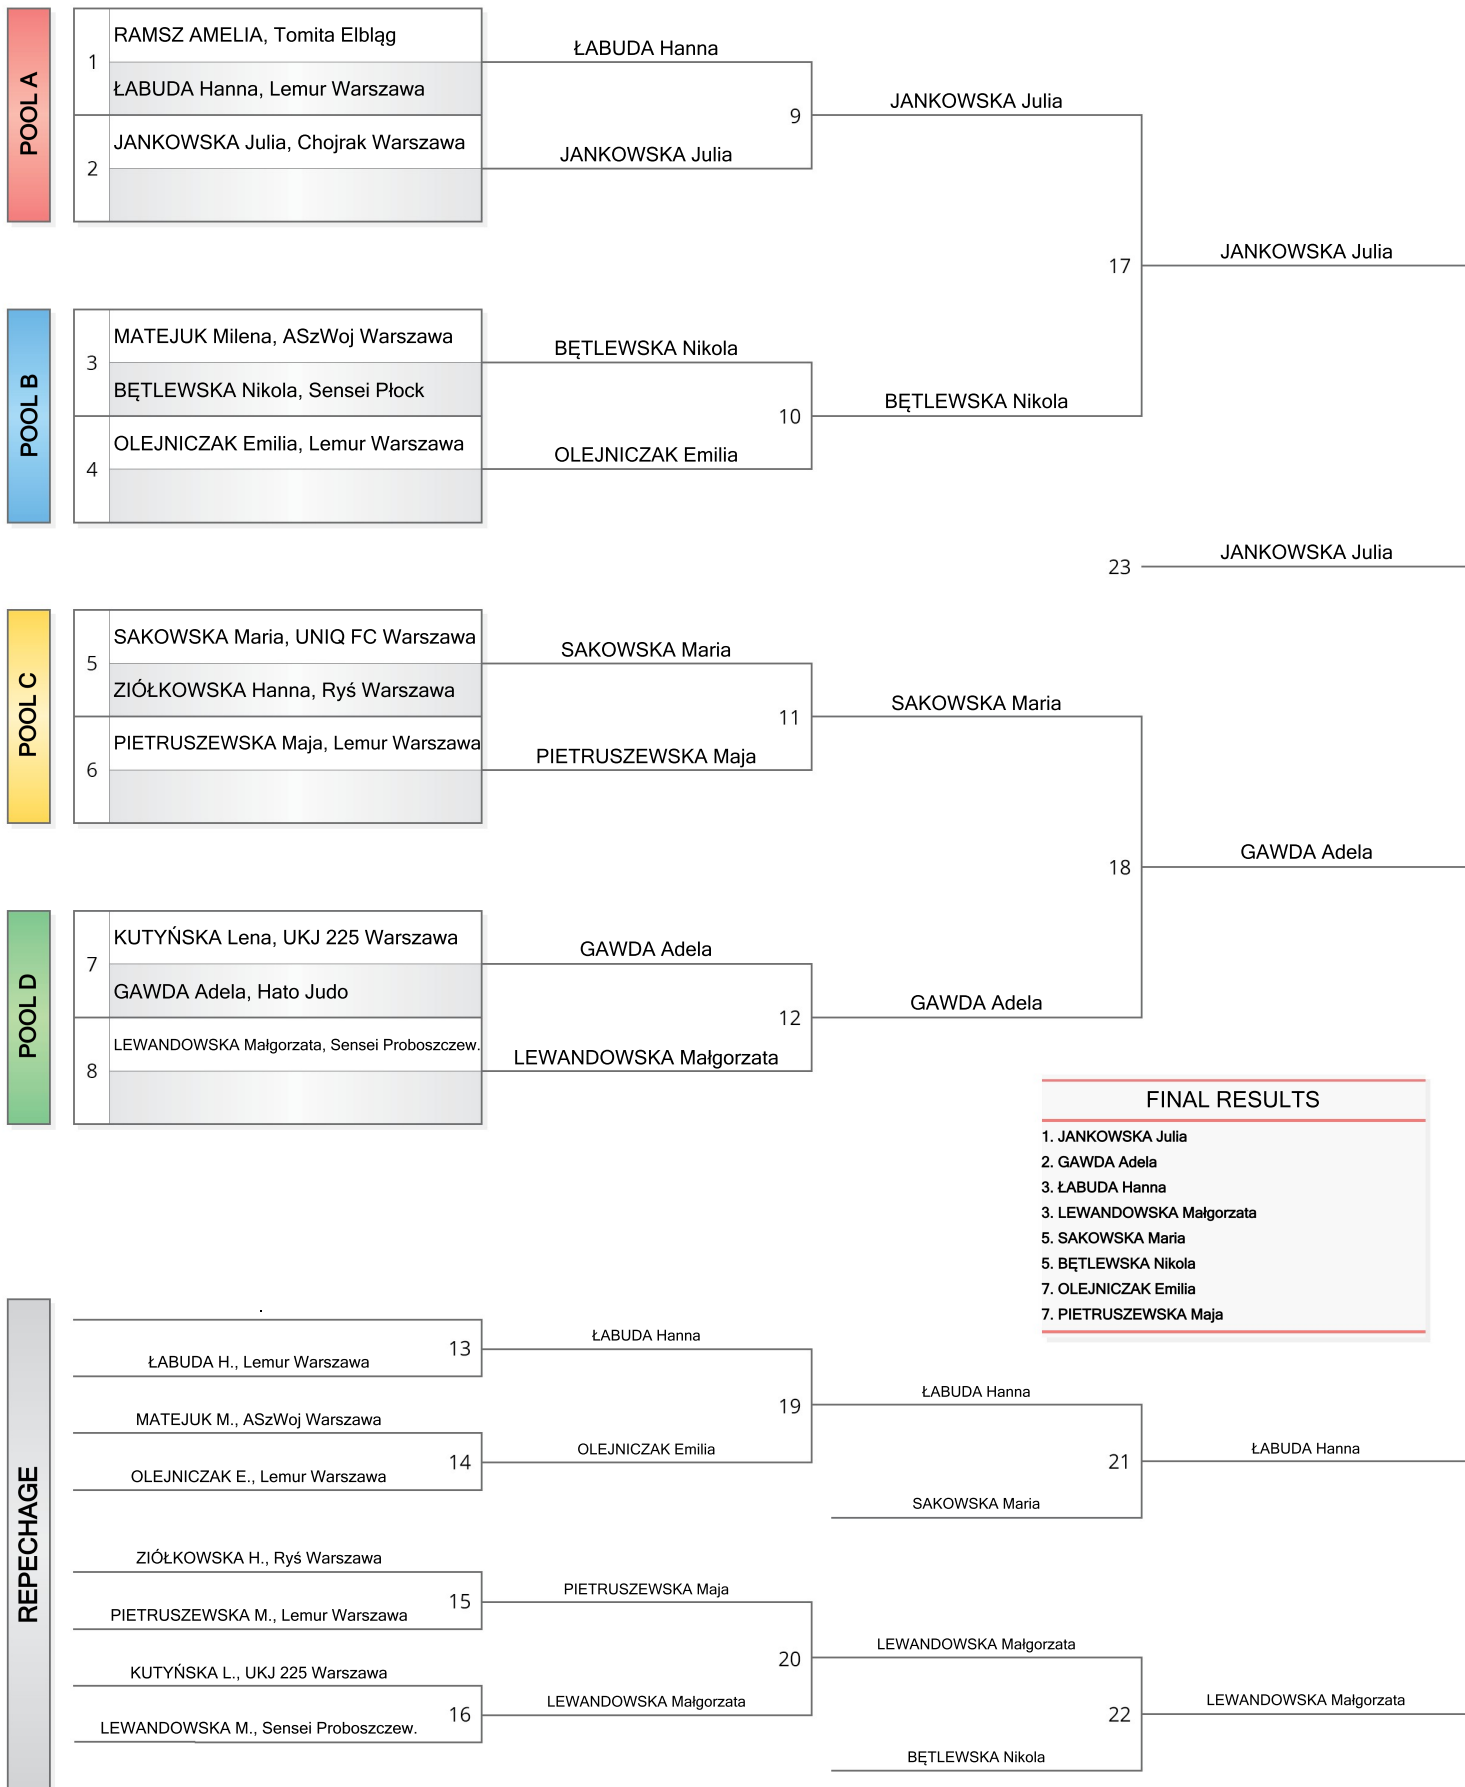 POOL A
1
RAMSZ AMELIA, Tomita Elbląg
ŁABUDA Hanna, Lemur Warszawa
2
JANKOWSKA Julia, Chojrak Warszawa
ŁABUDA Hanna
JANKOWSKA Julia
9
JANKOWSKA Julia
POOL B
3
MATEJUK Milena, ASzWoj Warszawa
BĘTLEWSKA Nikola, Sensei Płock
4
OLEJNICZAK Emilia, Lemur Warszawa
BĘTLEWSKA Nikola
OLEJNICZAK Emilia
10
BĘTLEWSKA Nikola
17
JANKOWSKA Julia
23
JANKOWSKA Julia
POOL C
5
SAKOWSKA Maria, UNIQ FC Warszawa
ZIÓŁKOWSKA Hanna, Ryś Warszawa
6
PIETRUSZEWSKA Maja, Lemur Warszawa
SAKOWSKA Maria
PIETRUSZEWSKA Maja
11
SAKOWSKA Maria
POOL D
7
KUTYŃSKA Lena, UKJ 225 Warszawa
GAWDA Adela, Hato Judo
8
LEWANDOWSKA Małgorzata, Sensei Proboszczew.
GAWDA Adela
LEWANDOWSKA Małgorzata
12
GAWDA Adela
18
GAWDA Adela
FINAL RESULTS
1. JANKOWSKA Julia
2. GAWDA Adela
3. ŁABUDA Hanna
3. LEWANDOWSKA Małgorzata
5. SAKOWSKA Maria
5. BĘTLEWSKA Nikola
7. OLEJNICZAK Emilia
7. PIETRUSZEWSKA Maja
REPECHAGE
.
ŁABUDA H., Lemur Warszawa
13
MATEJUK M., ASzWoj Warszawa
OLEJNICZAK E., Lemur Warszawa
14
ŁABUDA Hanna
OLEJNICZAK Emilia
19
ŁABUDA Hanna
SAKOWSKA Maria
21
ŁABUDA Hanna
ZIÓŁKOWSKA H., Ryś Warszawa
PIETRUSZEWSKA M., Lemur Warszawa
15
KUTYŃSKA L., UKJ 225 Warszawa
LEWANDOWSKA M., Sensei Proboszczew.
16
PIETRUSZEWSKA Maja
LEWANDOWSKA Małgorzata
20
LEWANDOWSKA Małgorzata
BĘTLEWSKA Nikola
22
LEWANDOWSKA Małgorzata